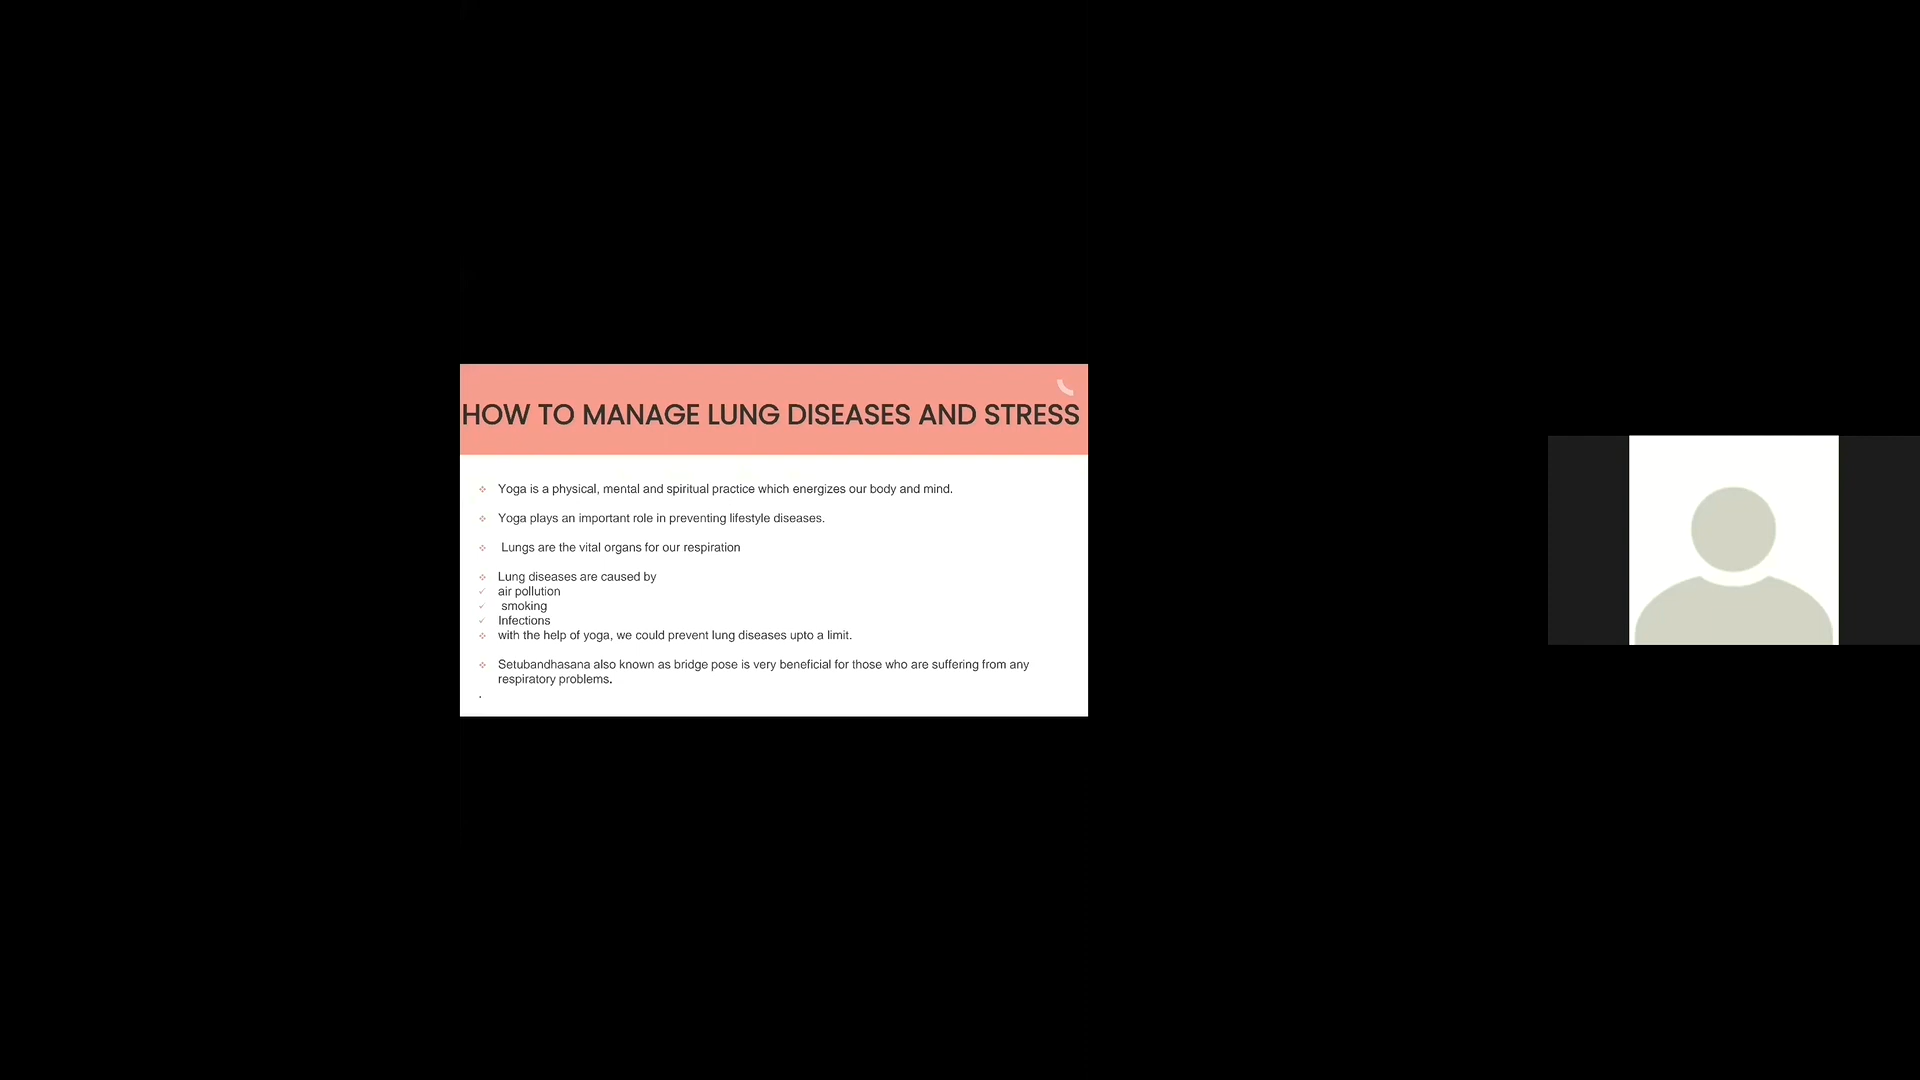 HOW TO MANAGE LUNG DISEASES AND STRESS
Yoga is a physical, mental and spiritual practice which energizes our body and mind.
Yoga plays an important role in preventing lifestyle diseases.
Lungs are the vital organs for our respiration
Lung diseases are caused by
air pollution
smoking
Infections
with the help of yoga, we could prevent lung diseases upto a limit.
Setubandhasana also known as bridge pose is very beneficial for those who are suffering from any
respiratory problems.
.